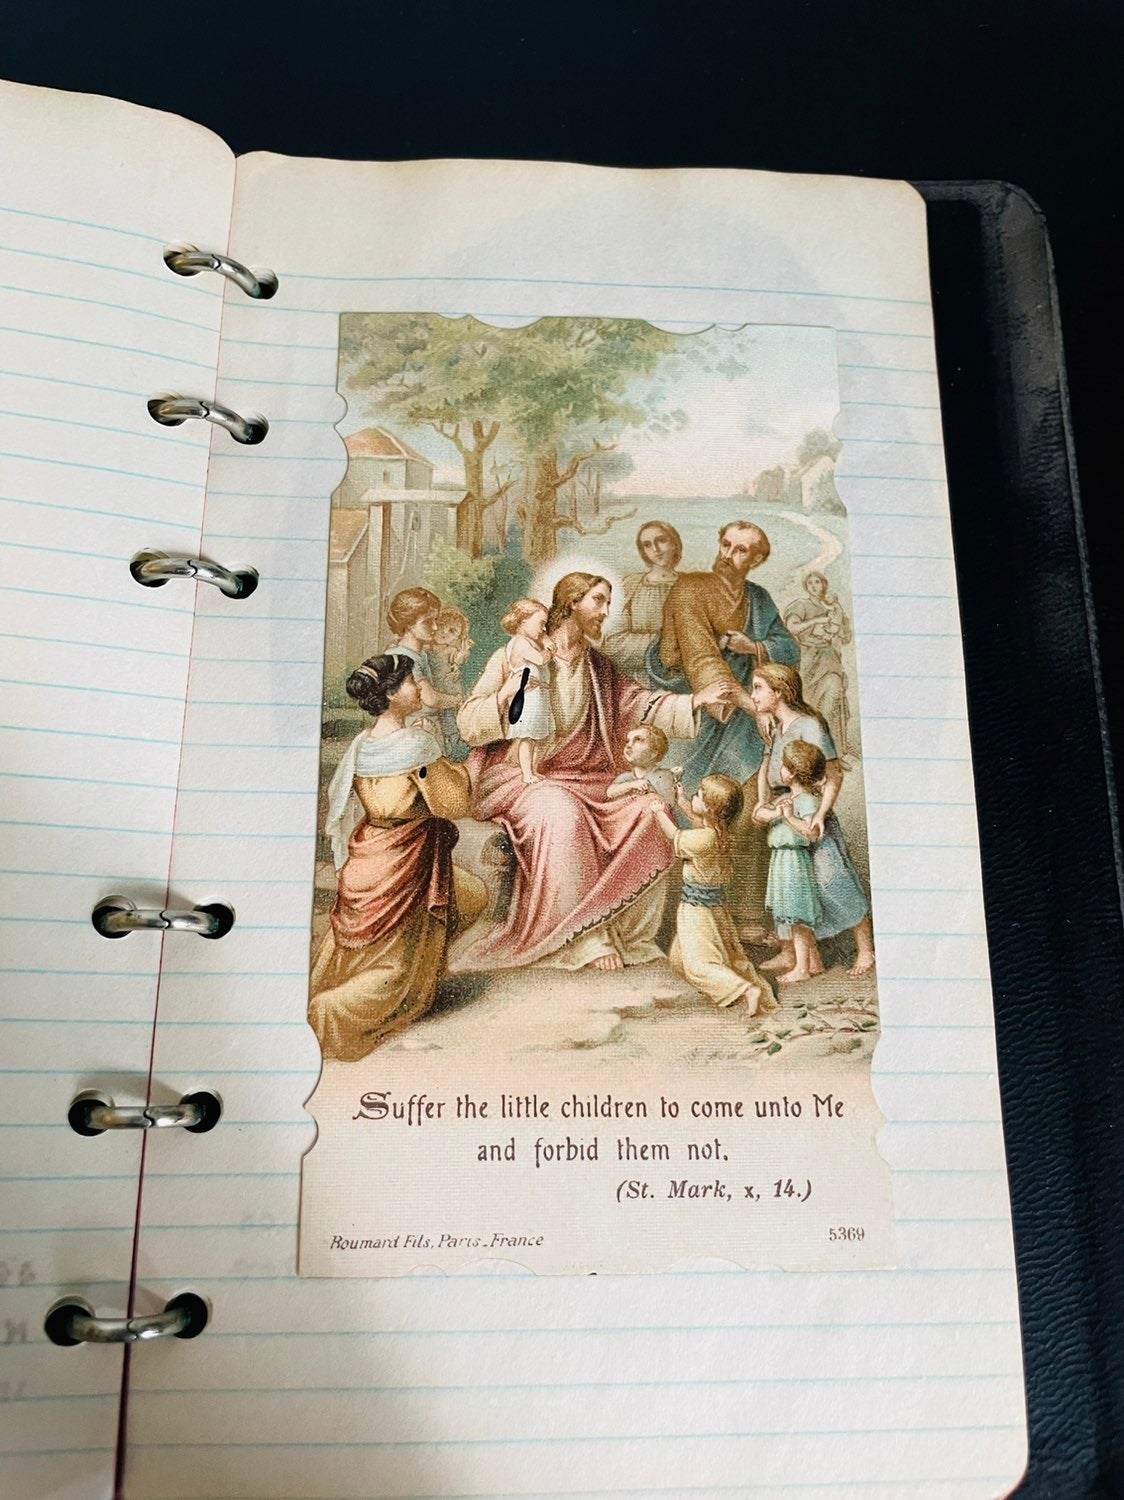 Suffer the little children to come unto Me
and forbid them not.
(St. Mark, x, 14.)
Boumard Fils, Paris_France
5369